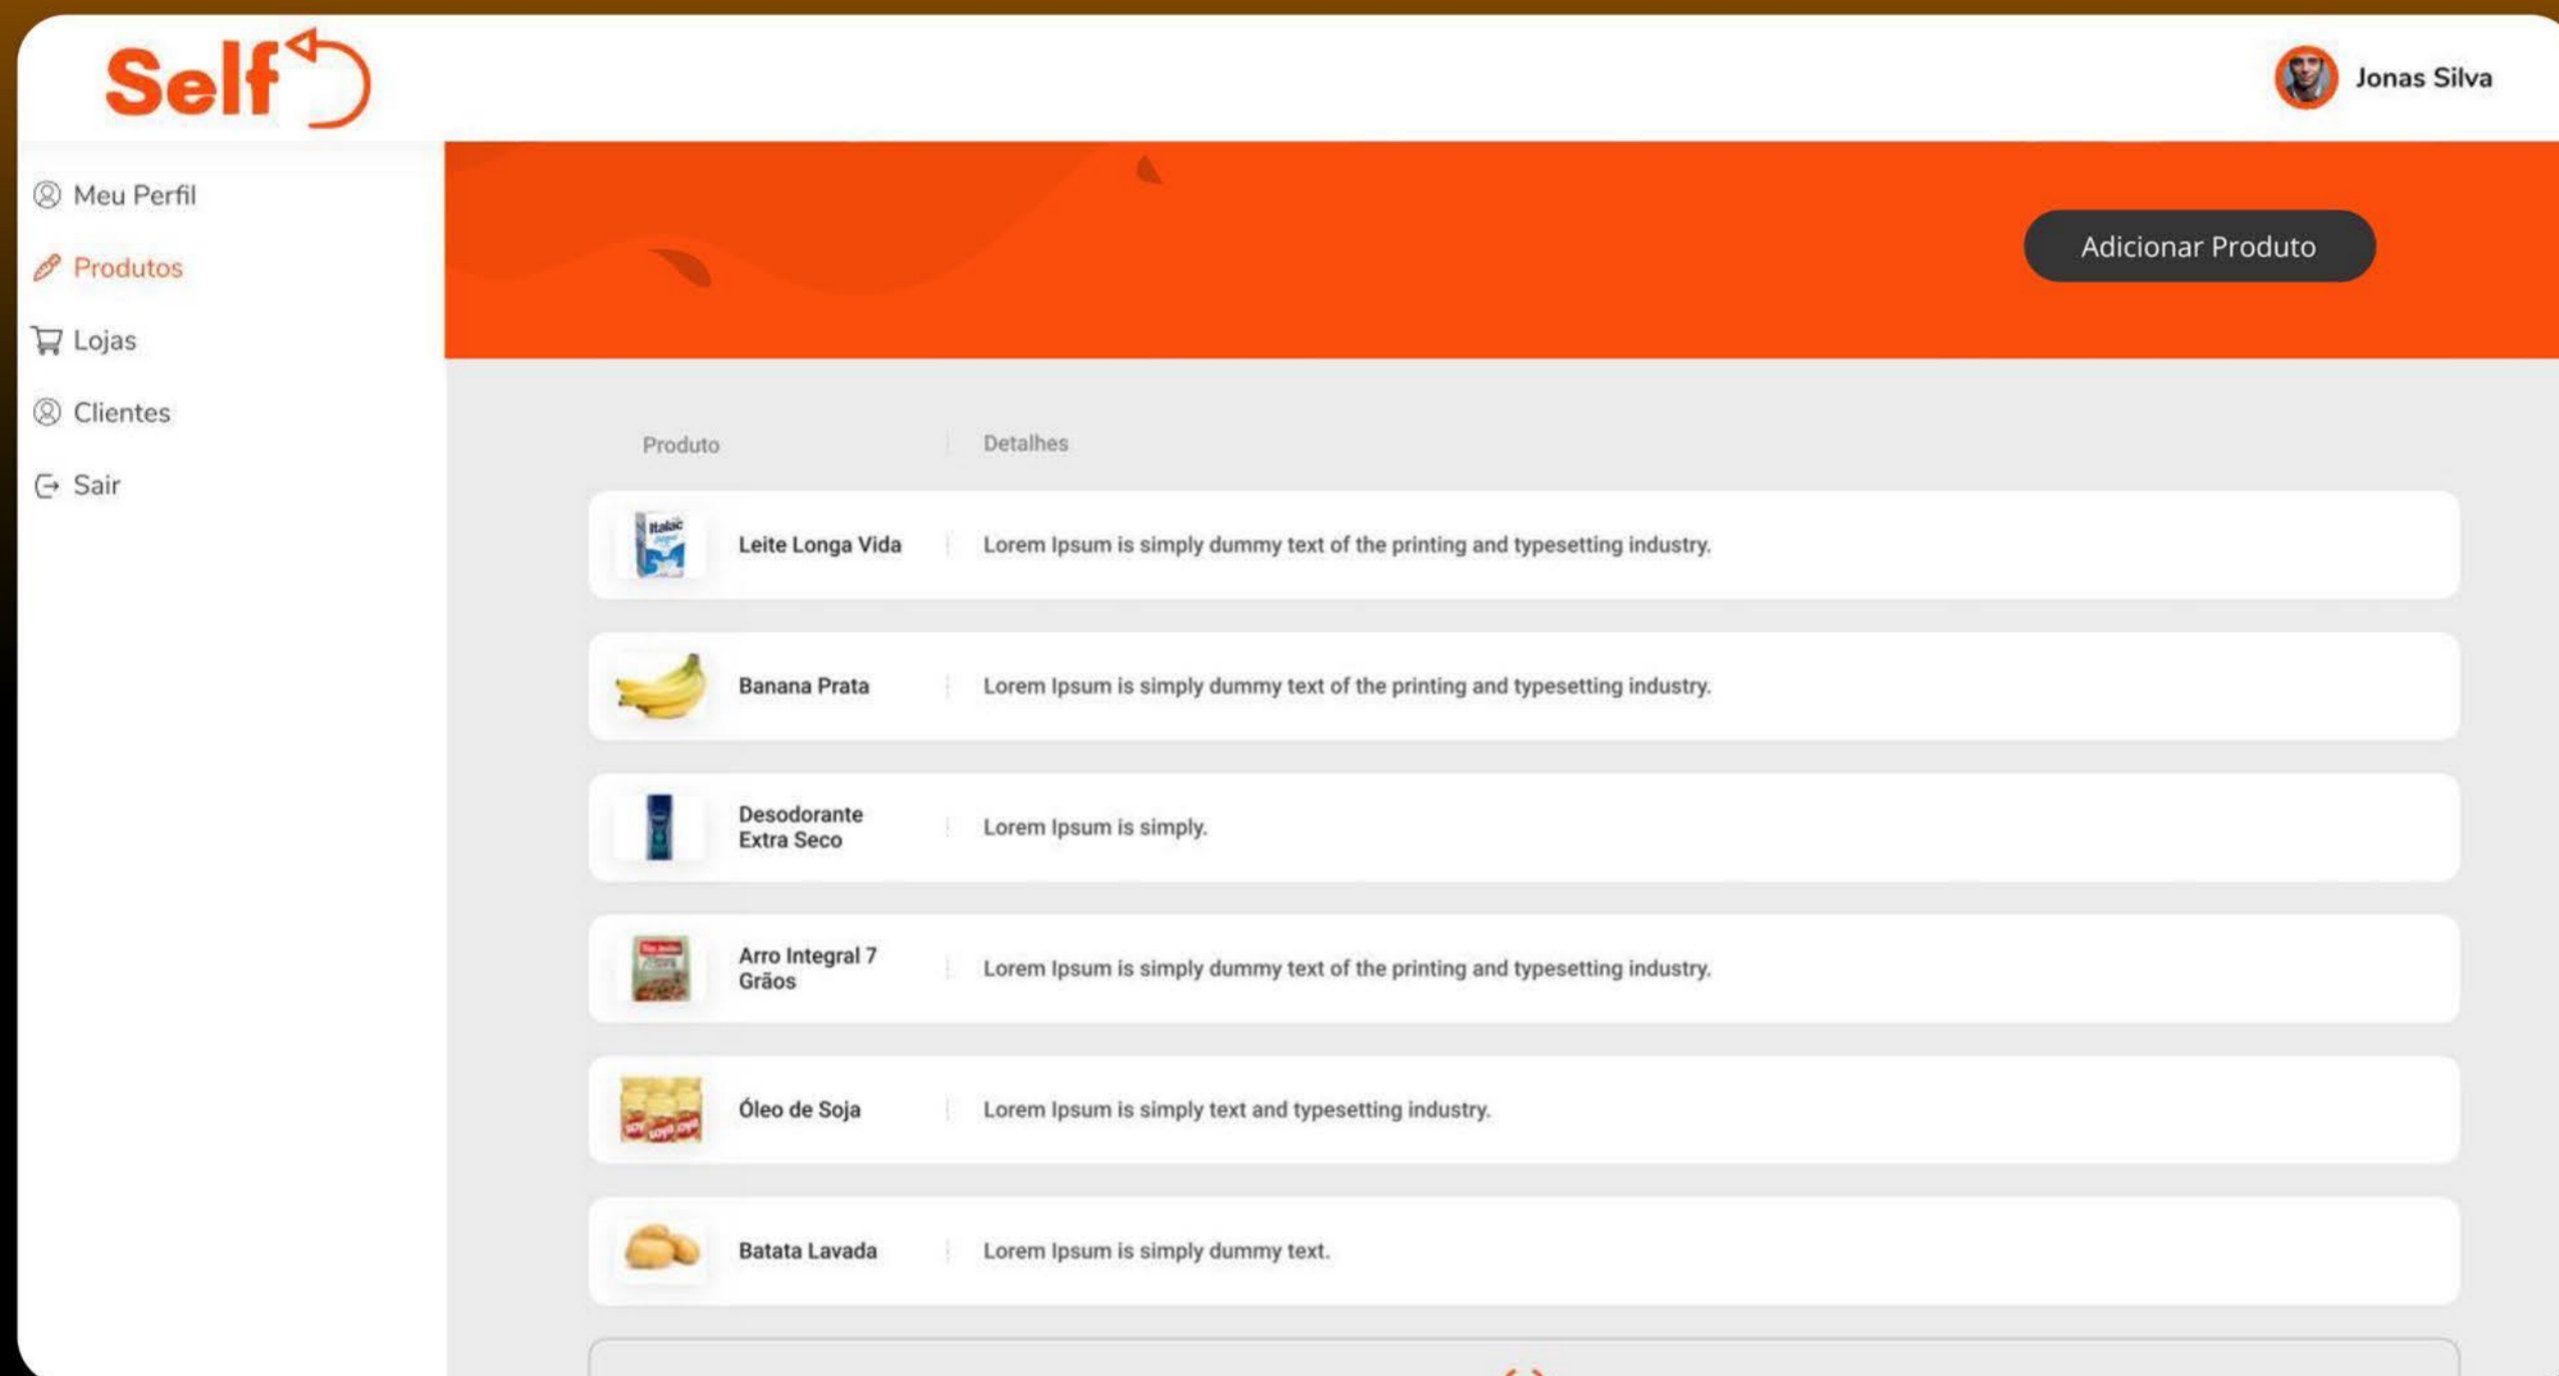 Self
Jonas Silva
Meu Perfil
Produtos
Lojas
Clientes
Sair
Adicionar Produto
Produto
Detalhes
Italac
Leite Longa Vida
Lorem Ipsum is simply dummy text of the printing and typesetting industry.
Banana Prata
Lorem Ipsum is simply dummy text of the printing and typesetting industry.
Desodorante
Extra Seco
Lorem Ipsum is simply.
Arro Integral 7
Grãos
Lorem Ipsum is simply dummy text of the printing and typesetting industry.
soya
Óleo de Soja
Lorem Ipsum is simply text and typesetting industry.
Batata Lavada
Lorem Ipsum is simply dummy text.